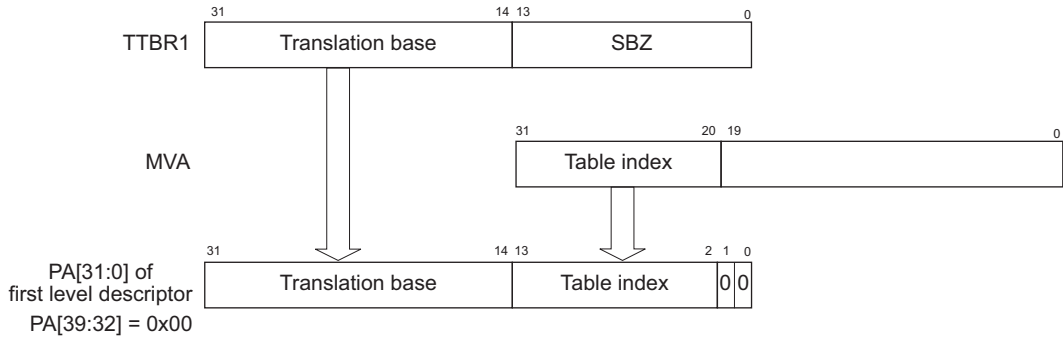 31 14 13 0
TTBR1 Translation base SBZ
31 20 19 0
MVA Table index
31 14 13 2 1 0
PA[31:0] of
first level descriptor Translation base Table index 0 0
PA[39:32] = 0x00